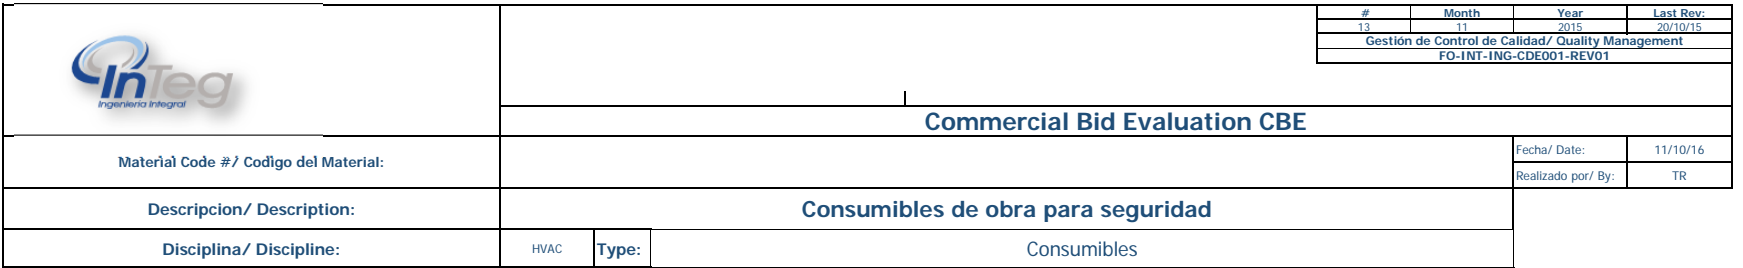 InTeg
Ingeniería Integral
# Month Year Last Rev:
13 11 2015 20/10/15
Gestión de Control de Calidad/ Quality Management
FO-INT-ING-CDE001-REV01
Commercial Bid Evaluation CBE
Material Code #/ Codigo del Material:
Fecha/ Date: 11/10/16
Realizado por/ By: TR
Descripcion/ Description: Consumibles de obra para seguridad
Disciplina/ Discipline: HVAC Type: Consumibles